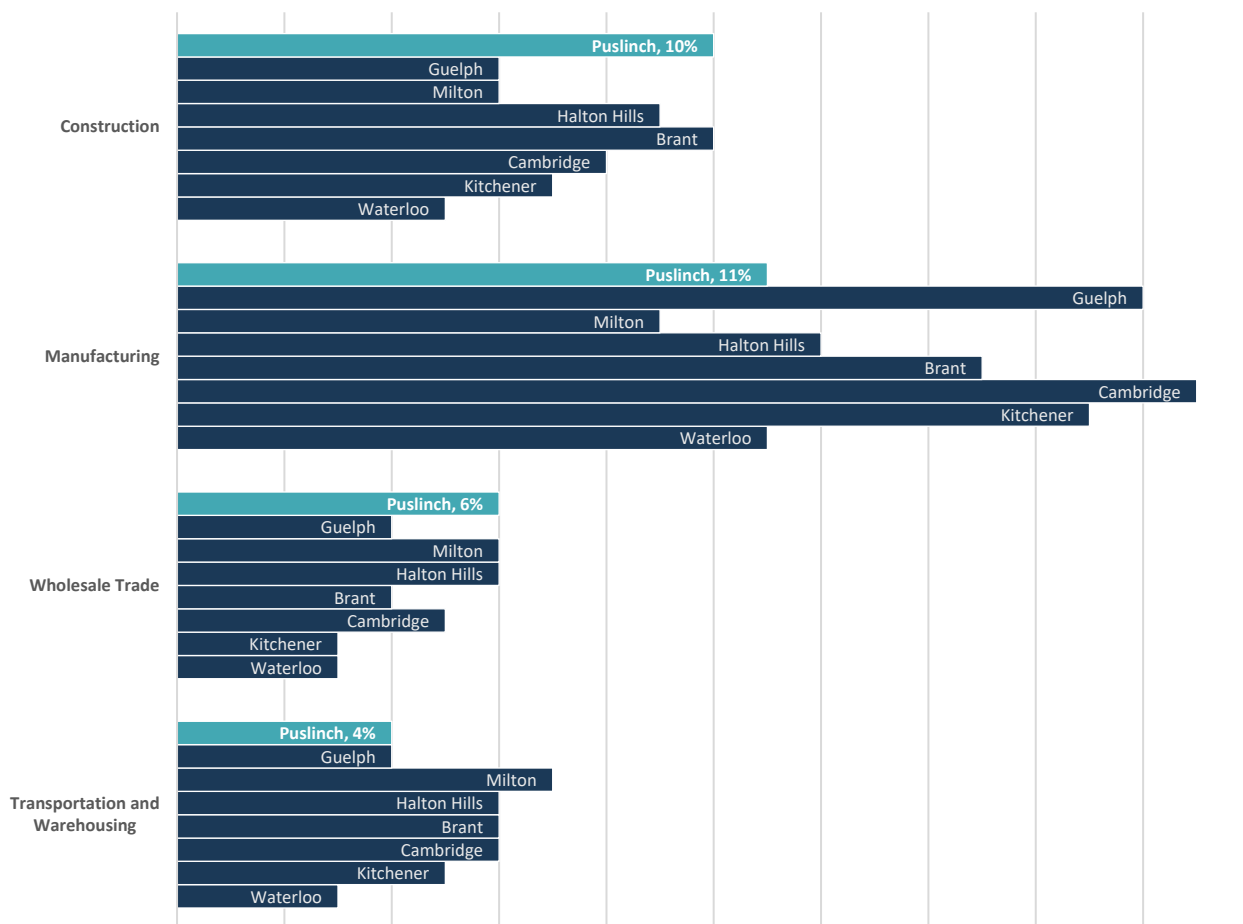 Construction
Puslinch, 10%
Guelph
Milton
Halton Hills
Brant
Cambridge
Kitchener
Waterloo
Manufacturing
Puslinch, 11%
Guelph
Milton
Halton Hills
Brant
Cambridge
Kitchener
Waterloo
Wholesale Trade
Puslinch, 6%
Guelph
Milton
Halton Hills
Brant
Cambridge
Kitchener
Waterloo
Transportation and
Warehousing
Puslinch, 4%
Guelph
Milton
Halton Hills
Brant
Cambridge
Kitchener
Waterloo